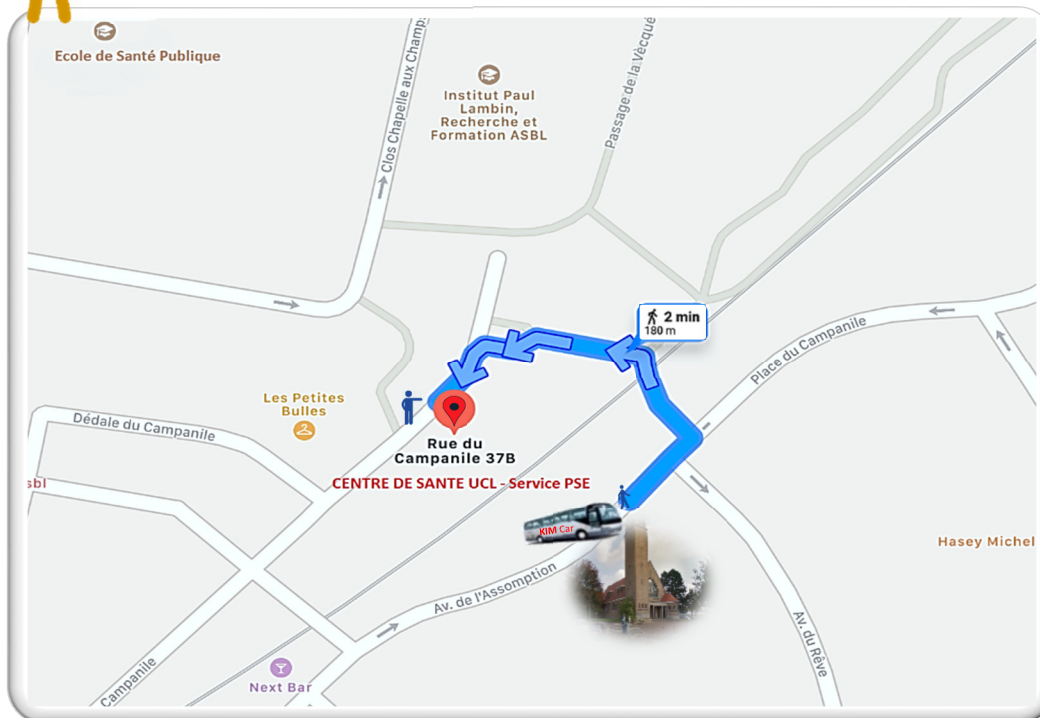 Ecole de Santé Publique
Institut Paul
Lambin,
Recherche et
Formation ASBL
Clos Chapelle aux Champ
Passage de la Vècqué
2 min
180 m
Place du Campanile
Les Petites
Bulles
Dédale du Campanile
Rue du
Campanile 37B
CENTRE DE SANTE UCL - Service PSE
sbl
KIM Car
Hasey Michel
Av. de l'Assomption
Av. du Rêve
Next Bar
Campanile